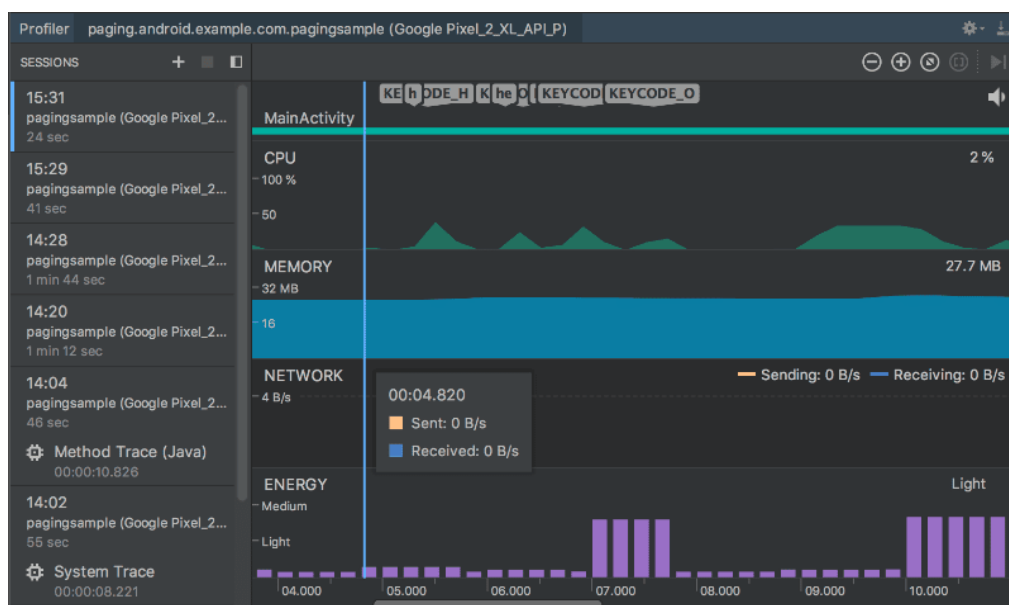 Profiler paging.android.example.com.pagingsample (Google Pixel_2_XL_API_P)
SESSIONS
15:31
pagingsample (Google Pixel_2...
24 sec
15:29
pagingsample (Google Pixel_2...
41 sec
14:28
pagingsample (Google Pixel_2...
1 min 44 sec
14:20
pagingsample (Google Pixel_2...
1 min 12 sec
14:04
pagingsample (Google Pixel_2...
46 sec
Method Trace (Java)
00:00:10.826
14:02
pagingsample (Google Pixel_2...
55 sec
System Trace
00:00:08.221
KE h ODE_H K he O ( KEYCOD KEYCODE_O
MainActivity
CPU 2 %
100 %
50
MEMORY 27.7 MB
32 MB
16
NETWORK Sending: 0 B/s Receiving: 0 B/s
4 B/s
00:04.820
Sent: 0 B/s
Received: 0 B/s
ENERGY Light
Medium
Light
04.000 05.000 06.000 07.000 08.000 09.000 10.000